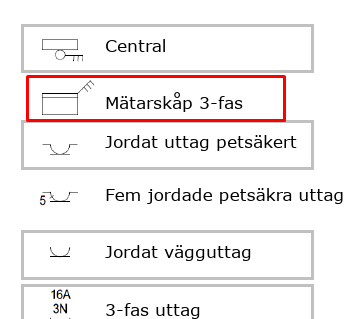 Central
Mätarskåp 3-fas
Jordat uttag petsäkert
5
Fem jordade petsäkra uttag
Jordat vägguttag
16A
3N
3-fas uttag